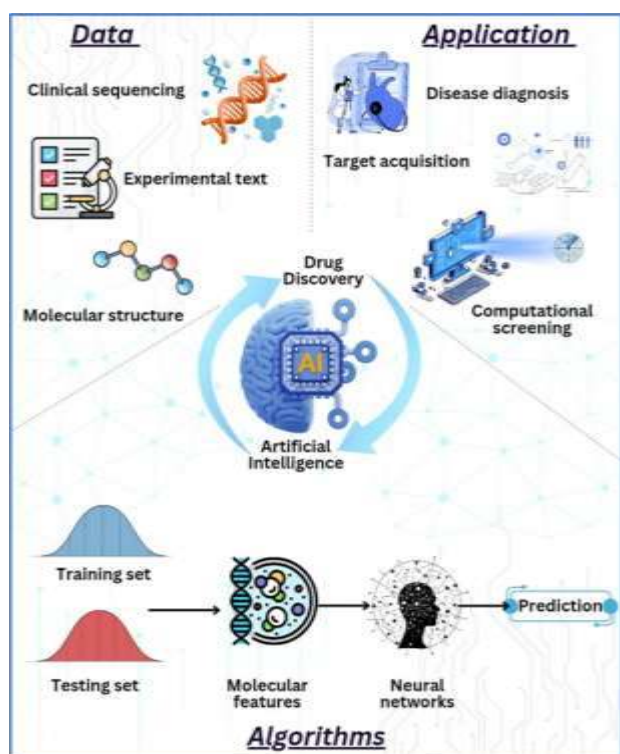 Data
Clinical sequencing
Experimental text
Molecular structure
Application
Disease diagnosis
Target acquisition
Computational
screening
Drug
Discovery
AI
Artificial
Intelligence
Training set
Testing set
Molecular
features
Neural
networks
Prediction
Algorithms